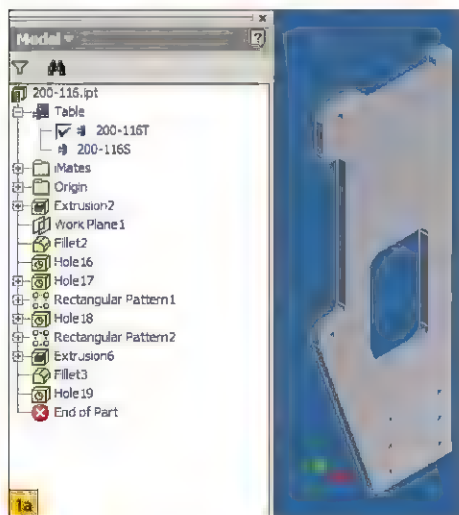 Model
200-116.ipt
Table
200-116T
200-116S
iMates
Origin
Extrusion2
Work Plane1
Fillet2
Hole16
Hole17
Rectangular Pattern1
Hole18
Rectangular Pattern2
Extrusion6
Fillet3
Hole19
End of Part
1a